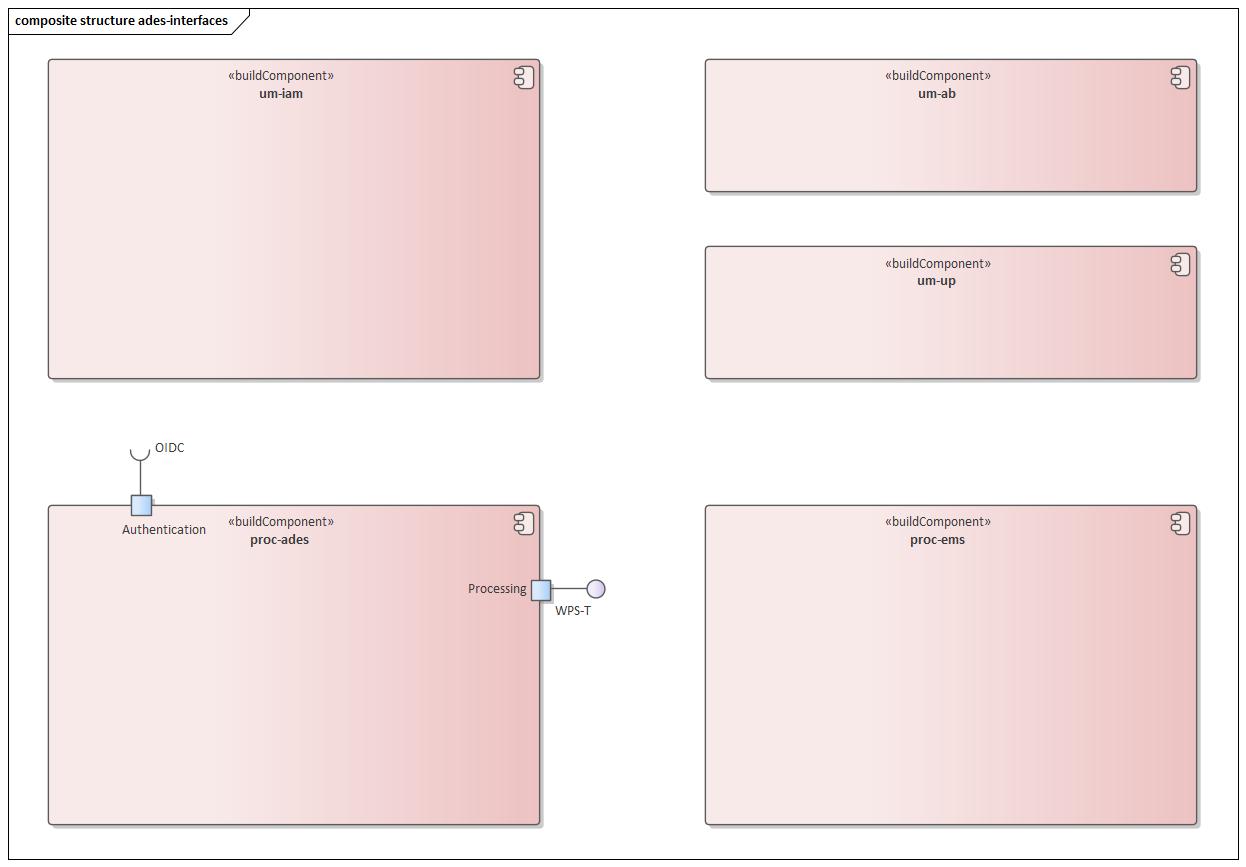 composite structure ades-interfaces
«buildComponent»
um-iam
«buildComponent»
um-ab
«buildComponent»
um-up
OIDC
Authentication
«buildComponent»
proc-ades
Processing
WPS-T
«buildComponent»
proc-ems